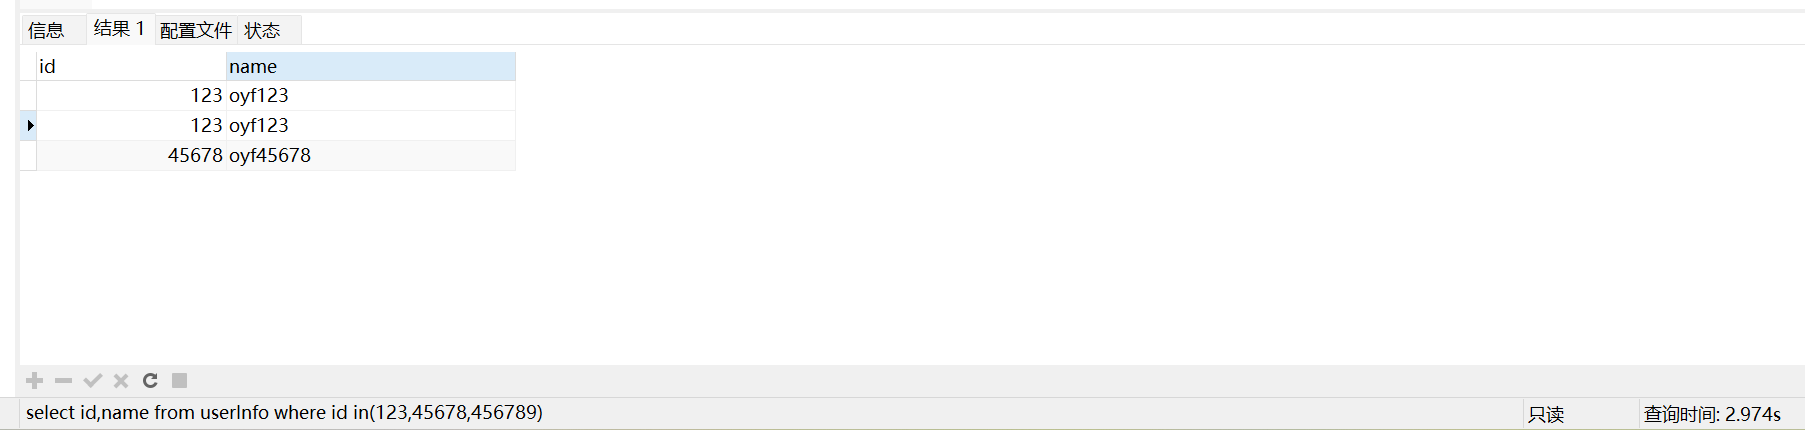 信息 结果 1 配置文件 状态
id name
123 oyf123
123 oyf123
45678 oyf45678
select id,name from userInfo where id in(123,45678,456789) 只读 查询时间: 2.974s